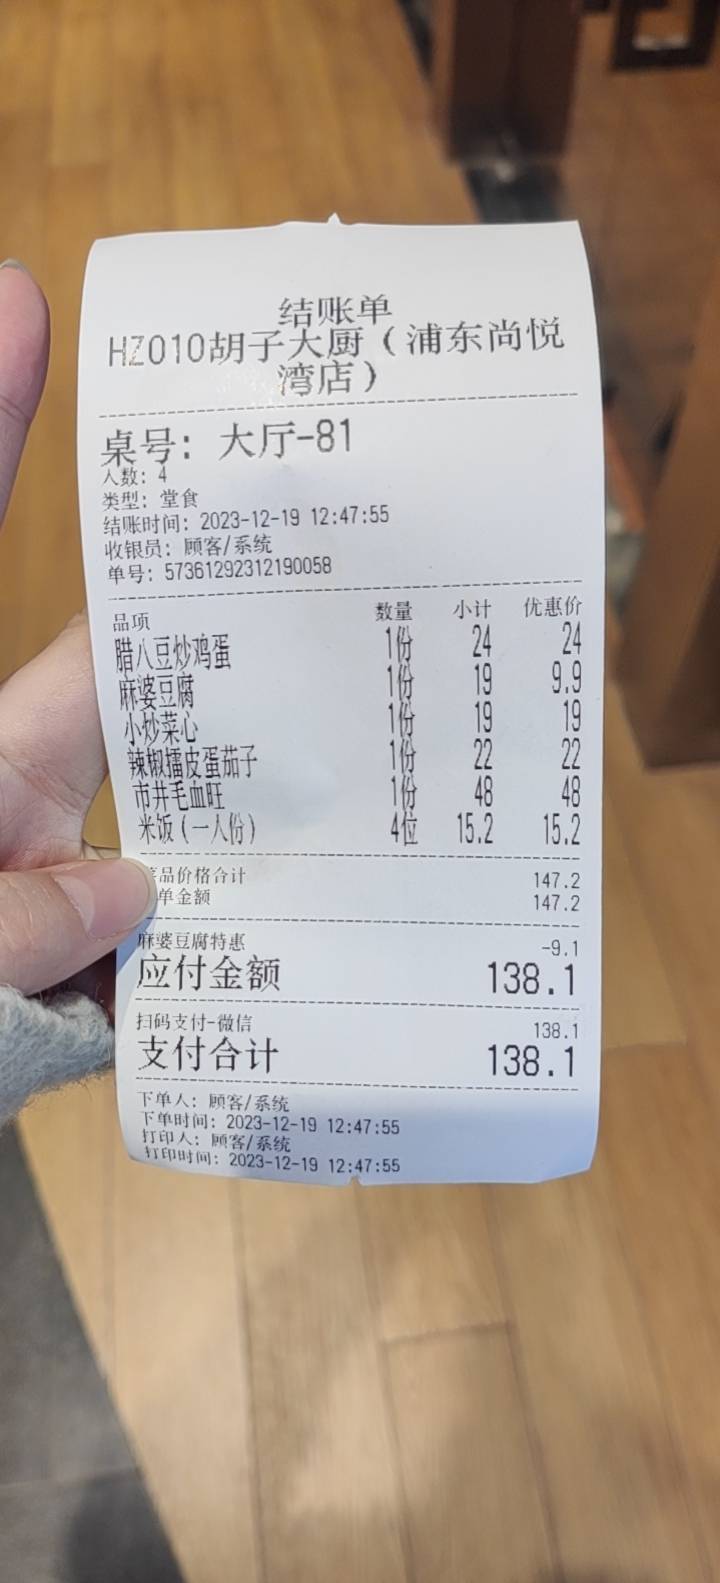 结账单
HZ010胡子大厨（浦东尚悦
湾店）
桌号：大厅-81
人数：4
类型：堂食
结账时间：2023-12-19 12:47:55
收银员：顾客/系统
单号：57361292312190058
品项 数量 小计 优惠价
腊八豆炒鸡蛋 1份 24 24
麻婆豆腐 1份 19 9.9
小炒菜心 1份 19 19
辣椒擂皮蛋茄子 1份 22 22
市井毛血旺 1份 48 48
米饭（一人份） 4位 15.2 15.2
品价格合计 147.2
单金额 147.2
麻婆豆腐特惠 -9.1
应付金额 138.1
扫码支付-微信 138.1
支付合计 138.1
下单人：顾客/系统
下单时间：2023-12-19 12:47:55
打印人：顾客/系统
打印时间：2023-12-19 12:47:55